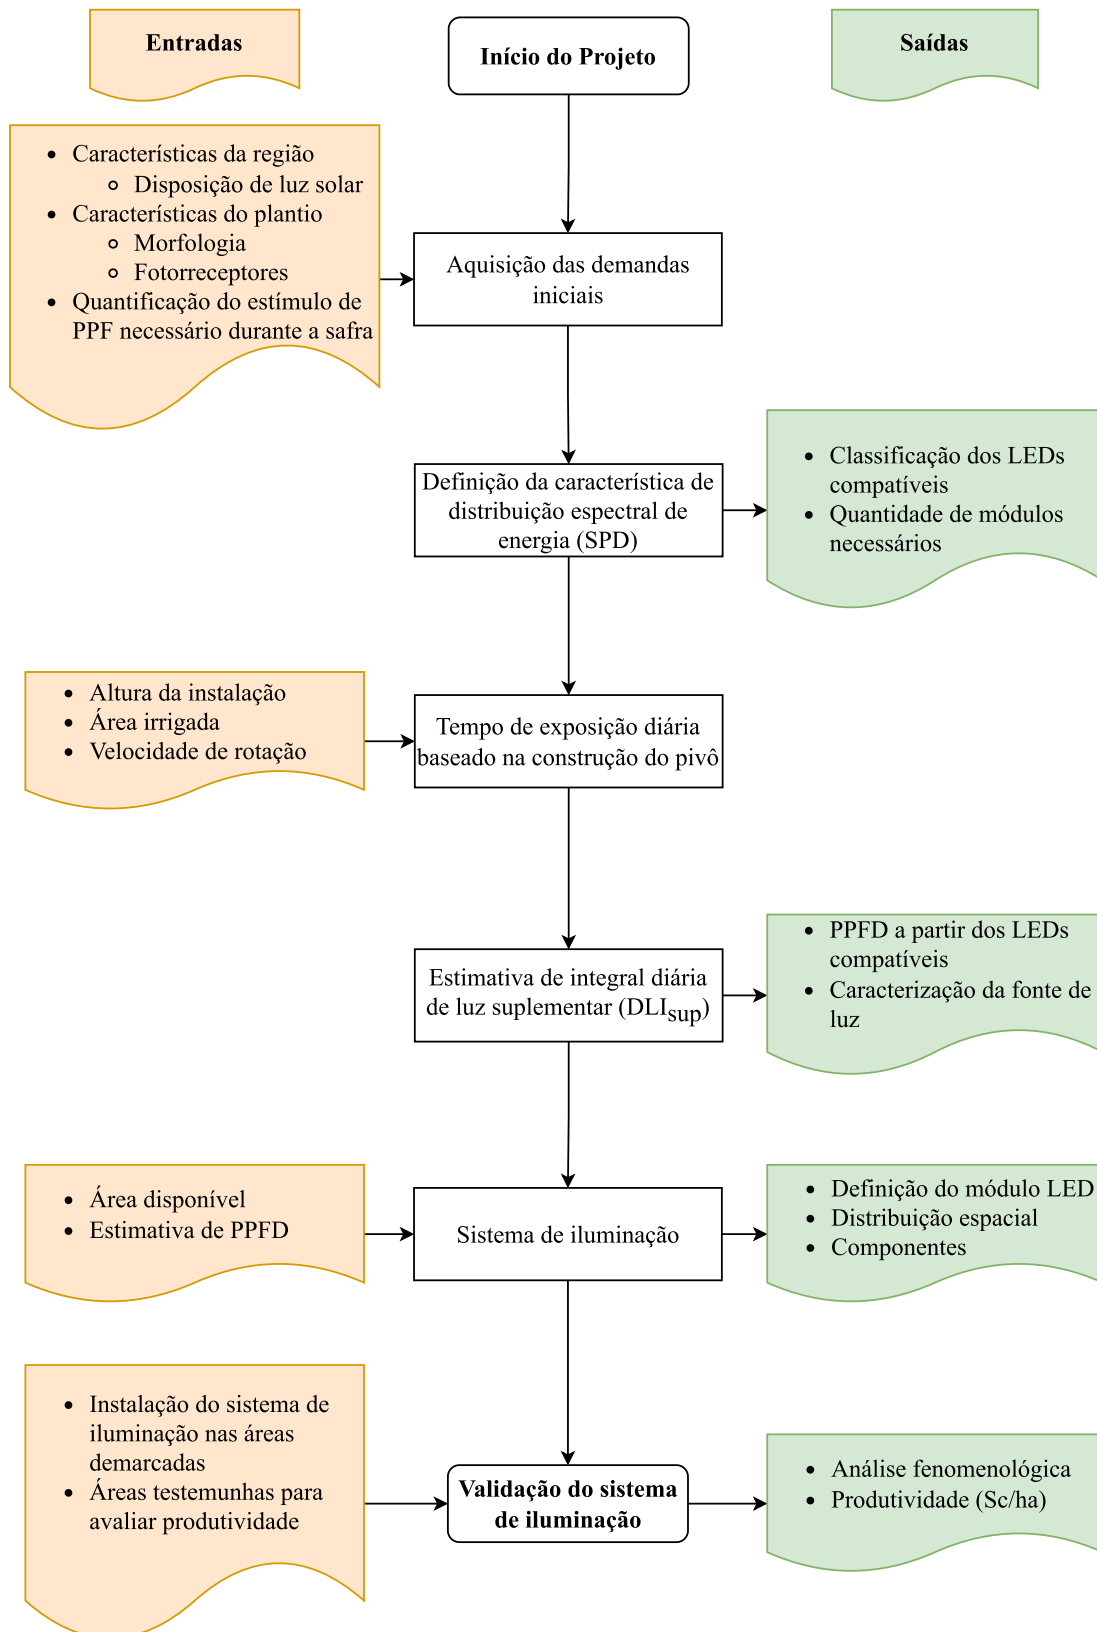 Entradas
Início do Projeto
Saídas
• Características da região
○ Disposição de luz solar
• Características do plantio
○ Morfologia
○ Fotorreceptores
• Quantificação do estímulo de
PPF necessário durante a safra
Aquisição das demandas
iniciais
Definição da característica de
distribuição espectral de
energia (SPD)
• Classificação dos LEDs
compatíveis
• Quantidade de módulos
necessários
• Altura da instalação
• Área irrigada
• Velocidade de rotação
Tempo de exposição diária
baseado na construção do pivô
Estimativa de integral diária
de luz suplementar (DLIsup)
• PPFD a partir dos LEDs
compatíveis
• Caracterização da fonte de
luz
• Área disponível
• Estimativa de PPFD
Sistema de iluminação
• Definição do módulo LED
• Distribuição espacial
• Componentes
• Instalação do sistema de
iluminação nas áreas
demarcadas
• Áreas testemunhas para
avaliar produtividade
Validação do sistema
de iluminação
• Análise fenomenológica
• Produtividade (Sc/ha)